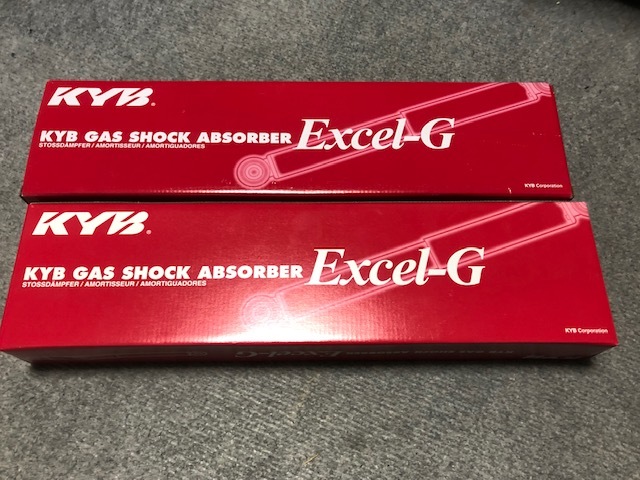 KYB®
KYB GAS SHOCK ABSORBER Excel-G
STOSSDÄMPFER / AMORTISSEUR / AMORTIGUADORES
KYB Corporation
KYB®
KYB GAS SHOCK ABSORBER Excel-G
STOSSDÄMPFER / AMORTISSEUR / AMORTIGUADORES
KYB Corporation